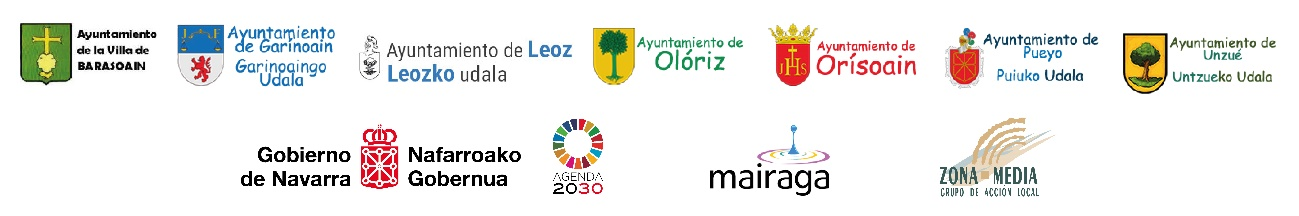 Ayuntamiento
de la Villa de
BARASOAIN
Ayuntamiento
de Garinoain
Garinoaingo
Udala
Ayuntamiento de Leoz
Leozko udala
Ayuntamiento de
Olóriz
JHS
Ayuntamiento de
Orísoain
Ayuntamiento de
Pueyo
Puiuko Udala
Ayuntamiento de
Unzué
Untzueko Udala
Gobierno
de Navarra
Nafarroako
Gobernua
AGENDA
2030
mairaga
ZONA MEDIA
GRUPO DE ACCIÓN LOCAL